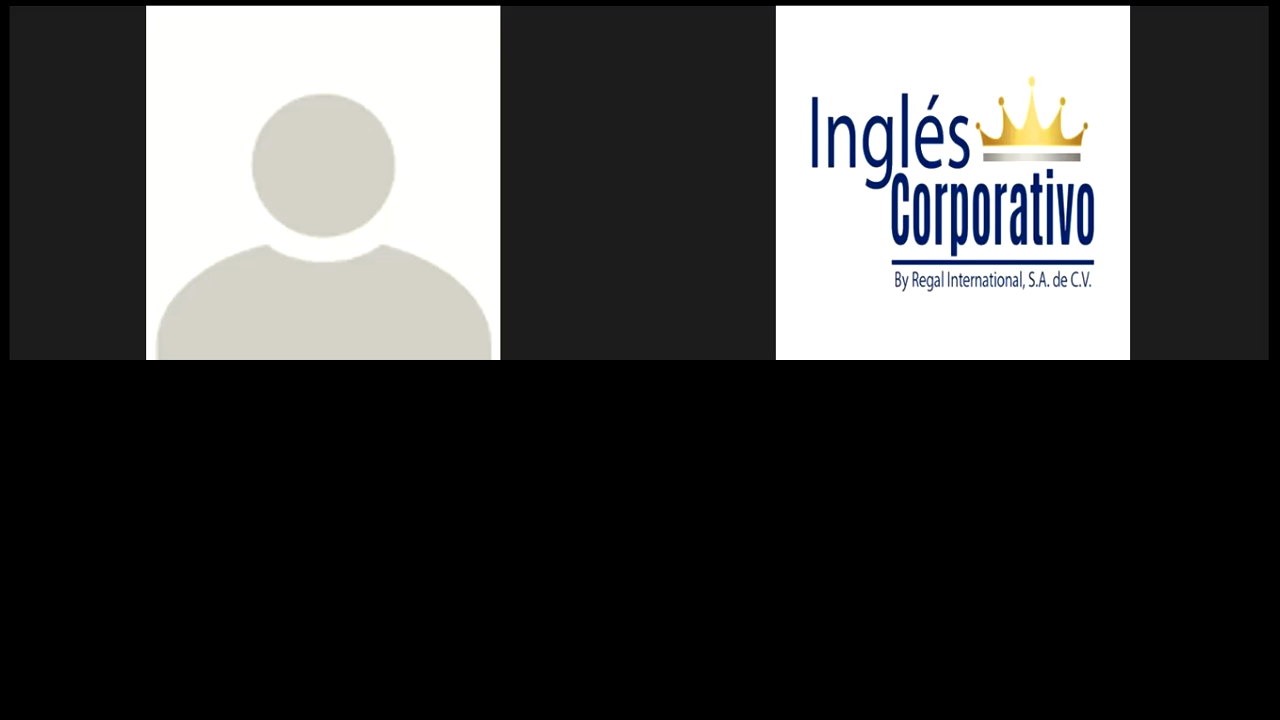 Inglés
Corporativo
By Regal International, S.A. de C.V.